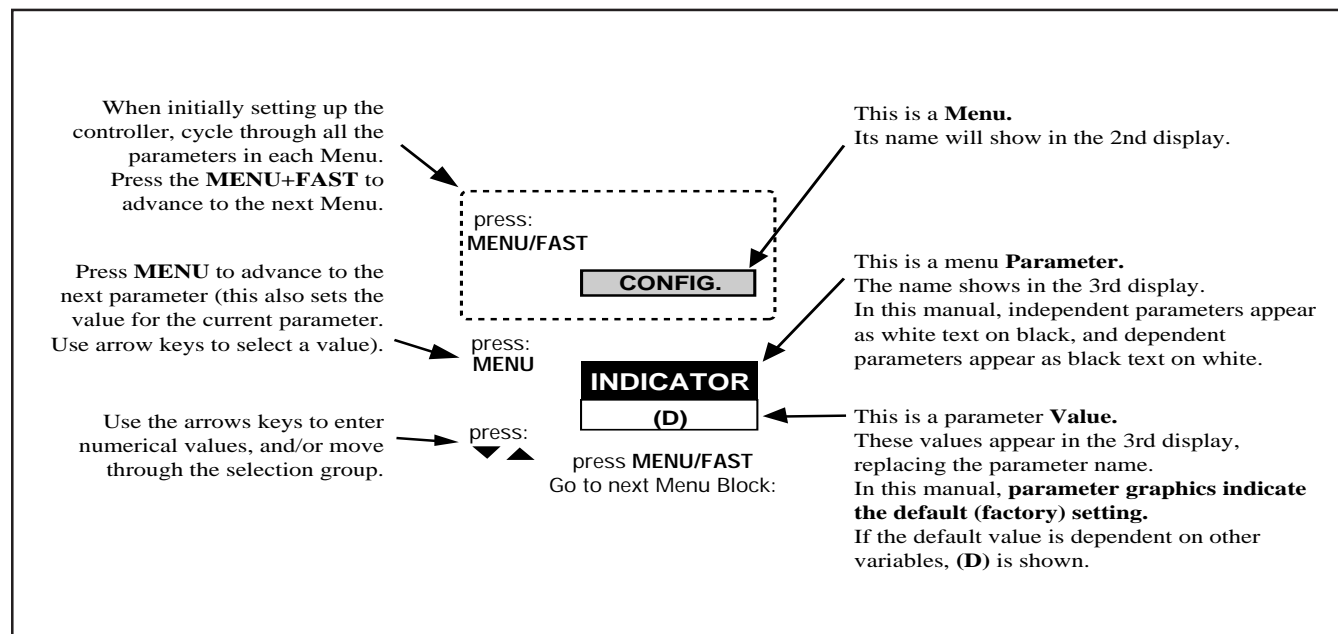 When initially setting up the
controller, cycle through all the
parameters in each Menu.
Press the MENU+FAST to
advance to the next Menu.
Press MENU to advance to the
next parameter (this also sets the
value for the current parameter.
Use arrow keys to select a value).
Use the arrows keys to enter
numerical values, and/or move
through the selection group.
press:
MENU/FAST
CONFIG.
press:
MENU
INDICATOR
(D)
press:
press MENU/FAST
Go to next Menu Block:
This is a Menu.
Its name will show in the 2nd display.
This is a menu Parameter.
The name shows in the 3rd display.
In this manual, independent parameters appear
as white text on black, and dependent
parameters appear as black text on white.
This is a parameter Value.
These values appear in the 3rd display,
replacing the parameter name.
In this manual, parameter graphics indicate
the default (factory) setting.
If the default value is dependent on other
variables, (D) is shown.